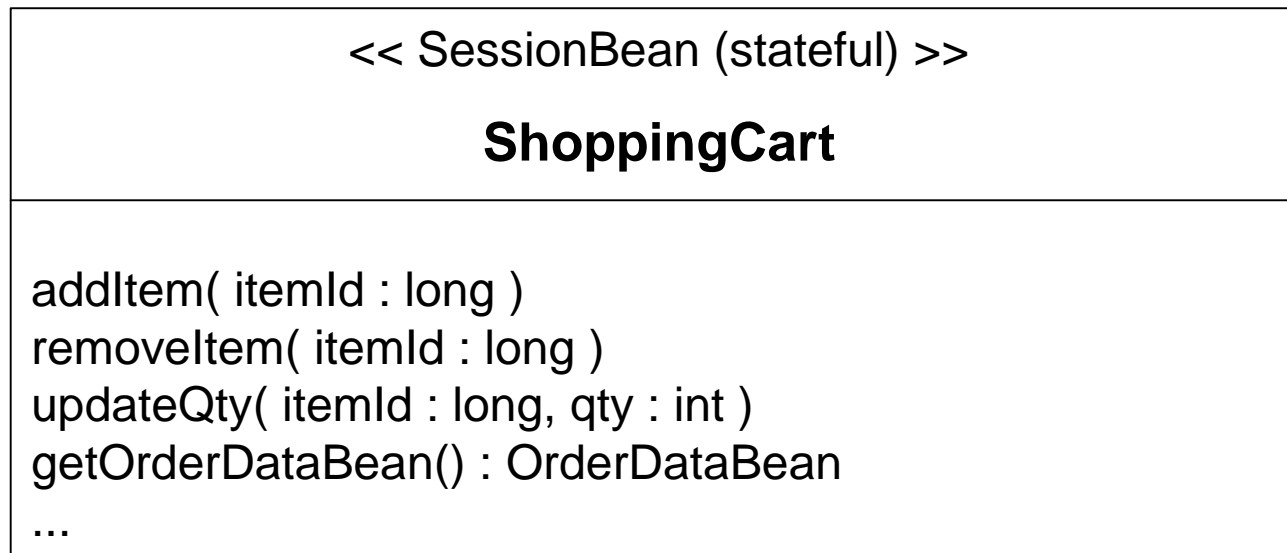 << SessionBean (stateful) >>
ShoppingCart
addItem( itemId : long )
removeItem( itemId : long )
updateQty( itemId : long, qty : int )
getOrderDataBean() : OrderDataBean
...